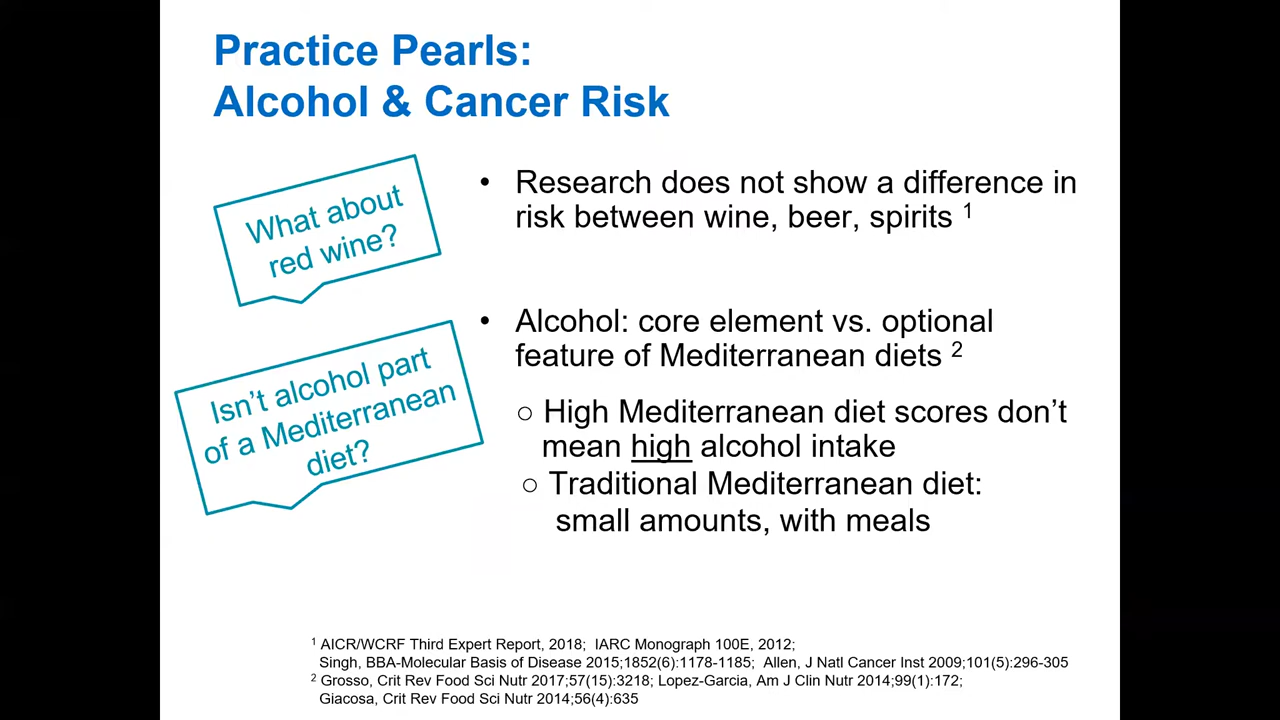 Practice Pearls:
Alcohol & Cancer Risk
What about
red wine?
• Research does not show a difference in
risk between wine, beer, spirits 1
Isn't alcohol part
of a Mediterranean
diet?
• Alcohol: core element vs. optional
feature of Mediterranean diets 2
○ High Mediterranean diet scores don't
mean high alcohol intake
○ Traditional Mediterranean diet:
small amounts, with meals
1 AICR/WCRF Third Expert Report, 2018; IARC Monograph 100E, 2012;
Singh, BBA-Molecular Basis of Disease 2015;1852(6):1178-1185; Allen, J Natl Cancer Inst 2009;101(5):296-305
2 Grosso, Crit Rev Food Sci Nutr 2017;57(15):3218; Lopez-Garcia, Am J Clin Nutr 2014;99(1):172;
Giacosa, Crit Rev Food Sci Nutr 2014;56(4):635